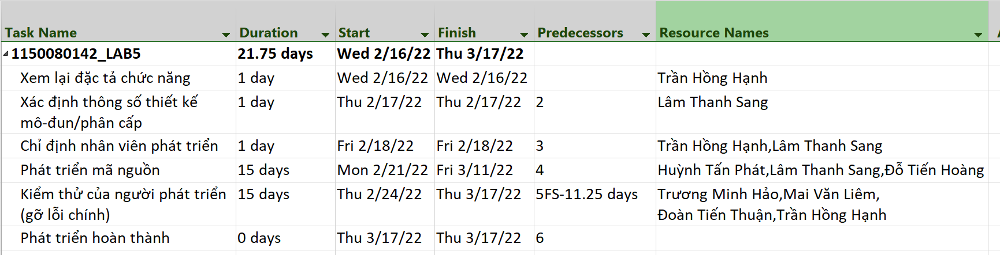 Task Name Duration Start Finish Predecessors Resource Names
1150080142_LAB5 21.75 days Wed 2/16/22 Thu 3/17/22
Xem lại đặc tả chức năng 1 day Wed 2/16/22 Wed 2/16/22 Trần Hồng Hạnh
Xác định thông số thiết kế 1 day Thu 2/17/22 Thu 2/17/22 2 Lâm Thanh Sang
mô-đun/phân cấp
Chỉ định nhân viên phát triển 1 day Fri 2/18/22 Fri 2/18/22 3 Trần Hồng Hạnh,Lâm Thanh Sang
Phát triển mã nguồn 15 days Mon 2/21/22 Fri 3/11/22 4 Huỳnh Tấn Phát,Lâm Thanh Sang,Đỗ Tiến Hoàng
Kiểm thử của người phát triển 15 days Thu 2/24/22 Thu 3/17/22 5FS-11.25 days Trương Minh Hảo,Mai Văn Liêm,
(gỡ lỗi chính) Đoàn Tiến Thuận,Trần Hồng Hạnh
Phát triển hoàn thành 0 days Thu 3/17/22 Thu 3/17/22 6